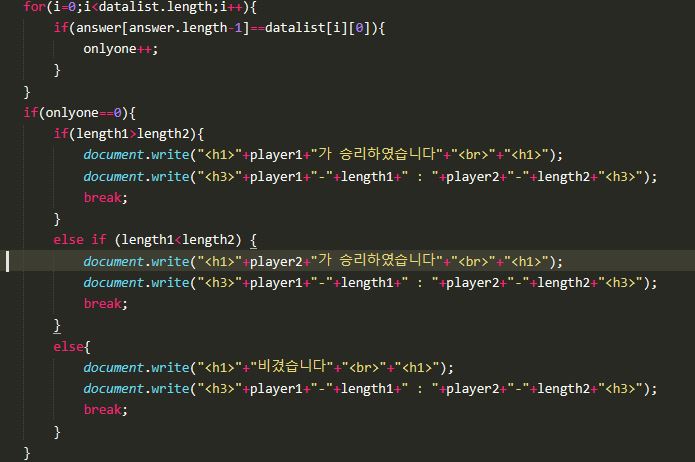 for(i=0;i<datalist.length;i++){
if(answer[answer.length-1]==datalist[i][0]){
onlyone++;
}
}
if(onlyone==0){
if(length1>length2){
document.write("<h1>"+player1+"가 승리하였습니다"+"<br>"+"<h1>");
document.write("<h3>"+player1+"-"+length1+" : "+player2+"-"+length2+"<h3>");
break;
}
else if (length1<length2) {
document.write("<h1>"+player2+"가 승리하였습니다"+"<br>"+"<h1>");
document.write("<h3>"+player1+"-"+length1+" : "+player2+"-"+length2+"<h3>");
break;
}
else{
document.write("<h1>"+"비겼습니다"+"<br>"+"<h1>");
document.write("<h3>"+player1+"-"+length1+" : "+player2+"-"+length2+"<h3>");
break;
}
}